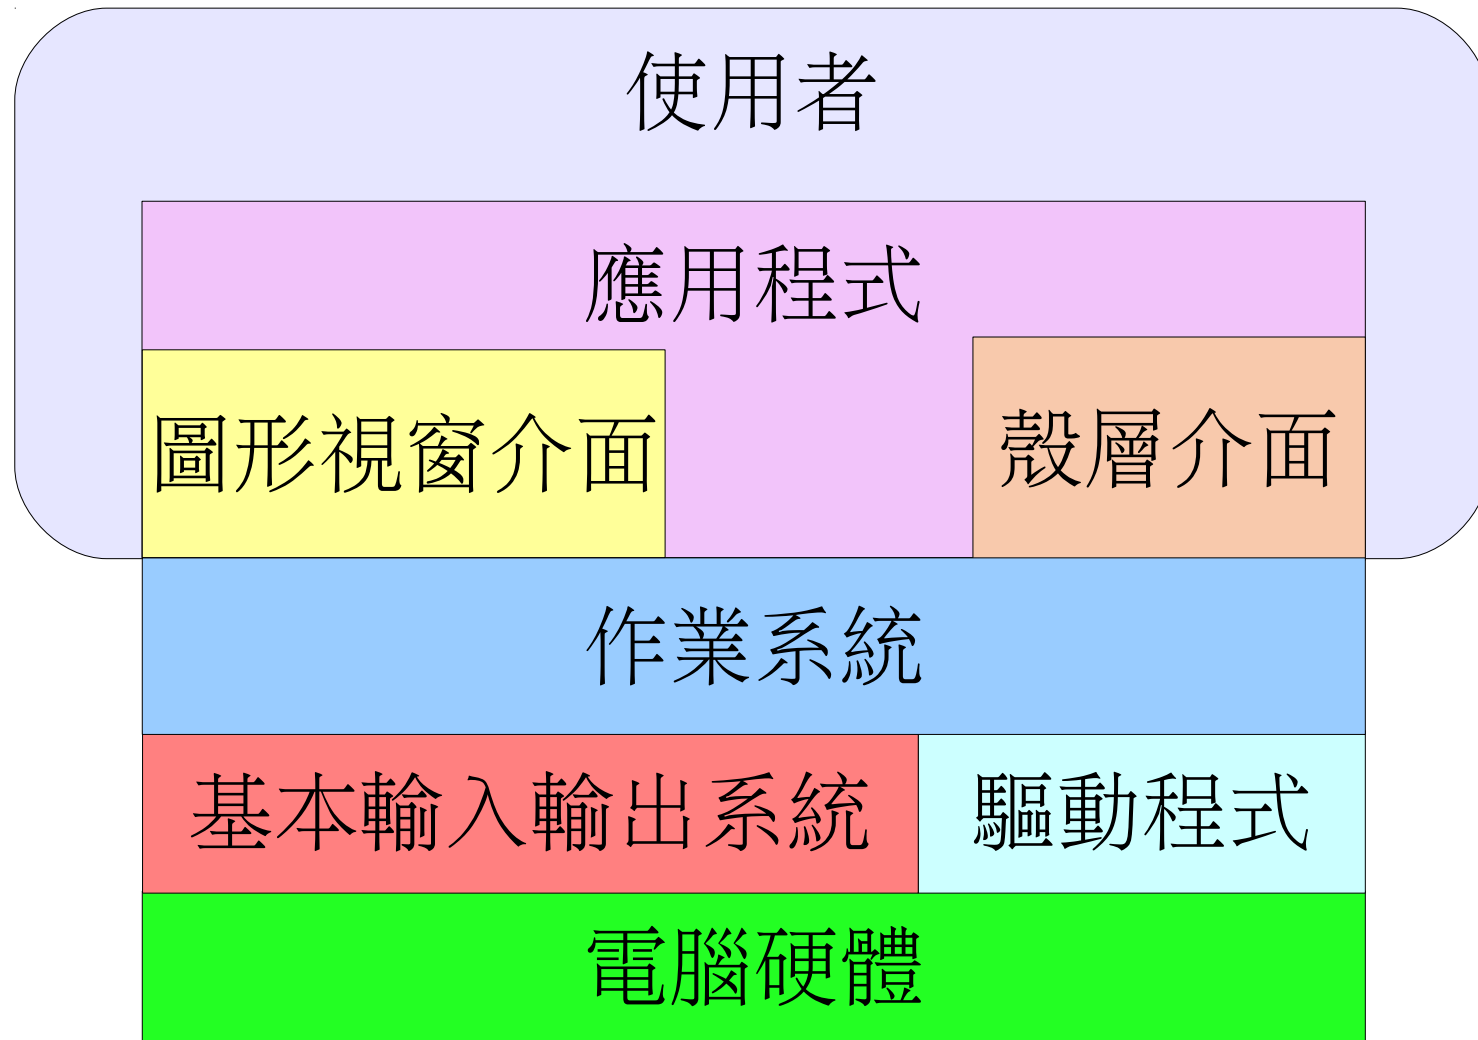 使用者
應用程式
圖形視窗介面
殼層介面
作業系統
基本輸入輸出系統
驅動程式
電腦硬體